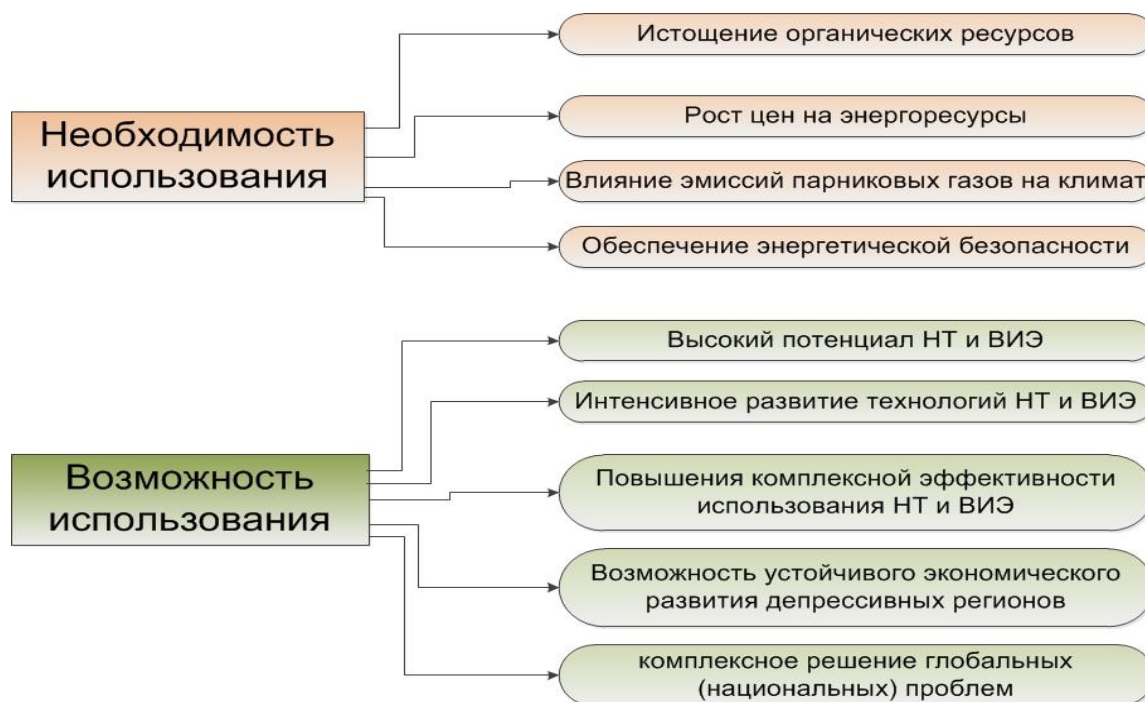 Необходимость
использования
Истощение органических ресурсов
Рост цен на энергоресурсы
Влияние эмиссий парниковых газов на климат
Обеспечение энергетической безопасности
Возможность
использования
Высокий потенциал НТ и ВИЭ
Интенсивное развитие технологий НТ и ВИЭ
Повышения комплексной эффективности
использования НТ и ВИЭ
Возможность устойчивого экономического
развития депрессивных регионов
комплексное решение глобальных
(национальных) проблем